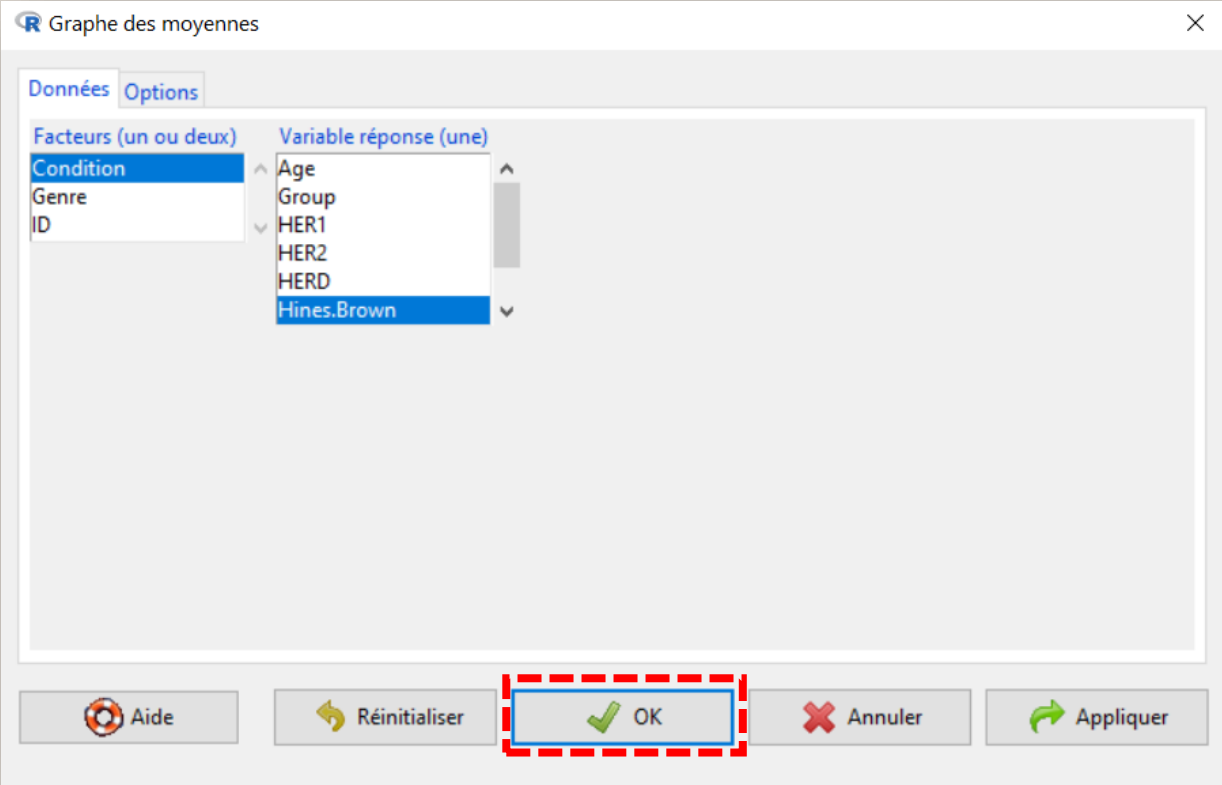 Graphe des moyennes
Données Options
Facteurs (un ou deux) Variable réponse (une)
Condition Age
Genre Group
ID HER1
HER2
HERD
Hines.Brown
Aide Réinitialiser OK Annuler Appliquer